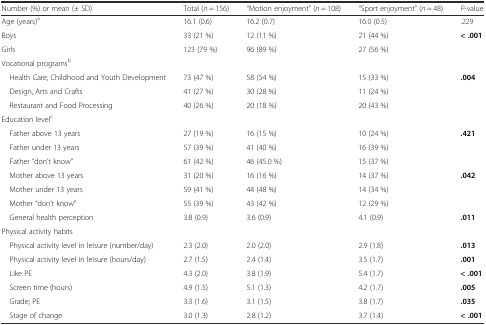 Number (%) or mean (± SD) Total (n = 156) "Motion enjoyment" (n = 108) "Sport enjoyment" (n = 48) P-value
Age (years)a 16.1 (0.6) 16.2 (0.7) 16.0 (0.5) .229
Boys 33 (21 %) 12 (11 %) 21 (44 %) < .001
Girls 123 (79 %) 96 (89 %) 27 (56 %)
Vocational programsb
Health Care, Childhood and Youth Development 73 (47 %) 58 (54 %) 15 (33 %) .004
Design, Arts and Crafts 41 (27 %) 30 (28 %) 11 (24 %)
Restaurant and Food Processing 40 (26 %) 20 (18 %) 20 (43 %)
Education levelc
Father above 13 years 27 (19 %) 16 (15 %) 10 (24 %) .421
Father under 13 years 57 (39 %) 41 (40 %) 16 (39 %)
Father "don't know" 61 (42 %) 46 (45.0 %) 15 (37 %)
Mother above 13 years 31 (20 %) 16 (16 %) 14 (37 %) .042
Mother under 13 years 59 (41 %) 44 (48 %) 14 (34 %)
Mother "don't know" 55 (39 %) 43 (42 %) 12 (29 %)
General health perception 3.8 (0.9) 3.6 (0.9) 4.1 (0.9) .011
Physical activity habits
Physical activity level in leisure (number/day) 2.3 (2.0) 2.0 (2.0) 2.9 (1.8) .013
Physical activity level in leisure (hours/day) 2.7 (1.5) 2.4 (1.4) 3.5 (1.7) .001
Like PE 4.3 (2.0) 3.8 (1.9) 5.4 (1.7) < .001
Screen time (hours) 4.9 (1.5) 5.1 (1.3) 4.2 (1.7) .005
Grade; PE 3.3 (1.6) 3.1 (1.5) 3.8 (1.7) .035
Stage of change 3.0 (1.3) 2.8 (1.2) 3.7 (1.4) < .001